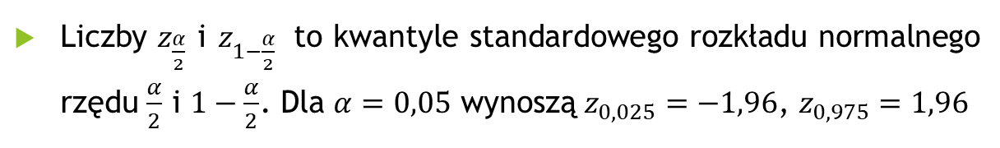 Liczby $z_{\frac{\alpha}{2}}$ i $z_{1-\frac{\alpha}{2}}$ to kwantyle standardowego rozkładu normalnego
rzędu $\frac{\alpha}{2}$ i $1-\frac{\alpha}{2}$. Dla $\alpha = 0,05$ wynoszą $z_{0,025} = -1,96$, $z_{0,975} = 1,96$